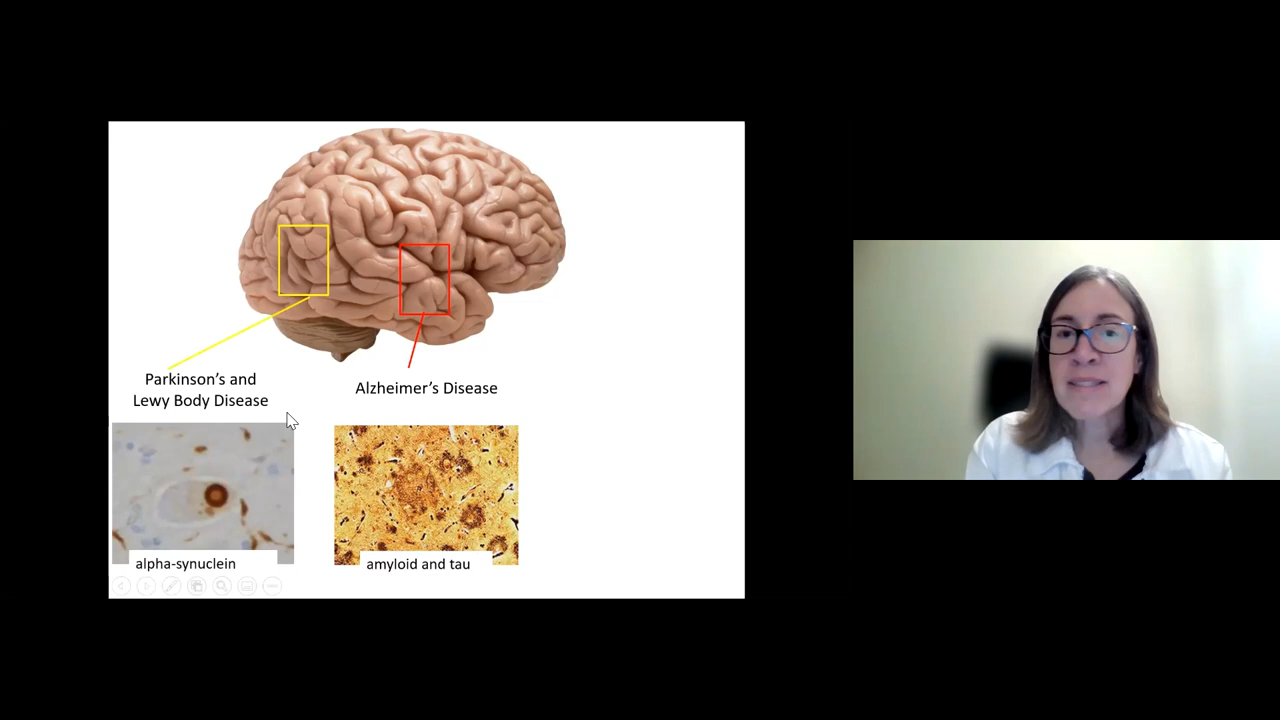 Parkinson's and
Lewy Body Disease
Alzheimer's Disease
alpha-synuclein
amyloid and tau